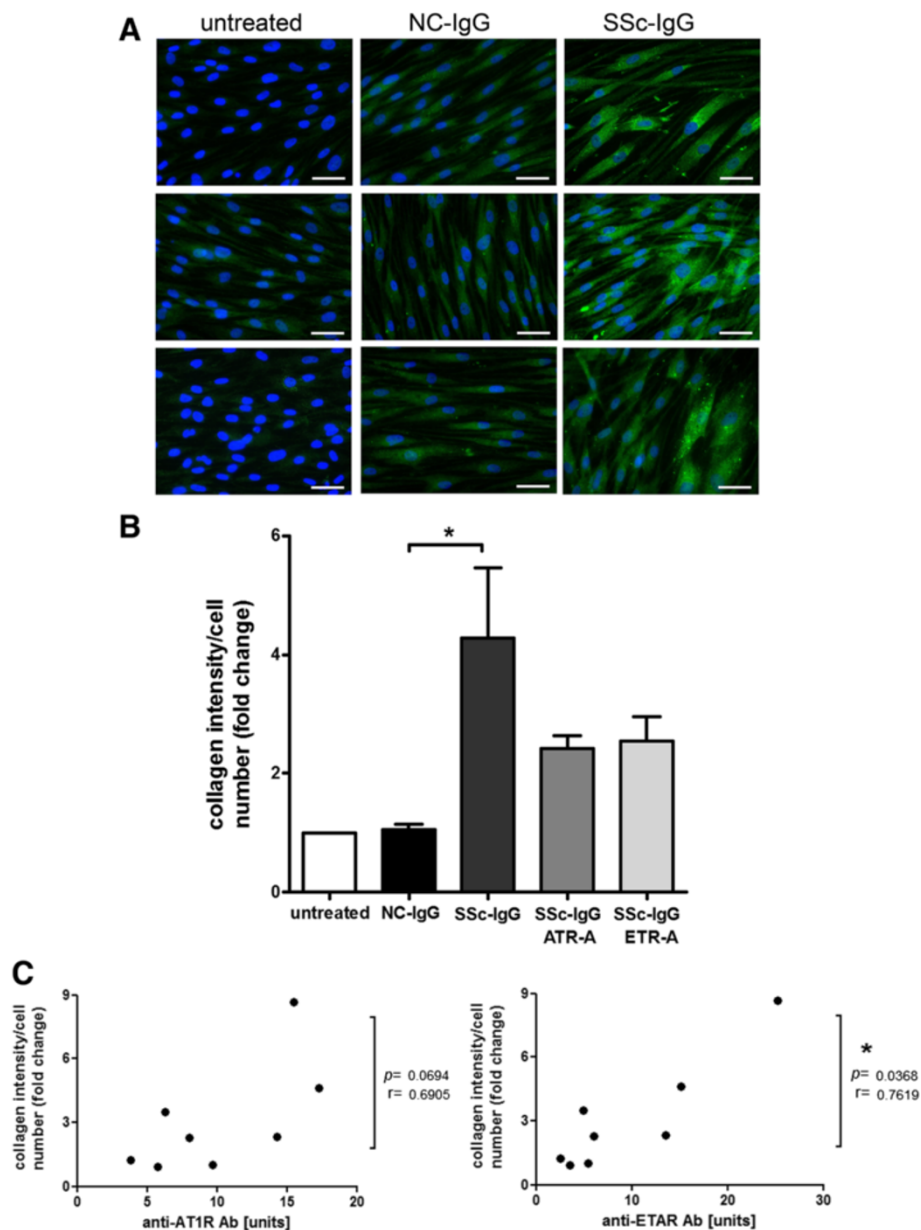 A
untreated NC-IgG SSc-IgG
B
collagen intensity/cell
number (fold change)
6
4
2
0
*
untreated NC-IgG SSc-IgG SSc-IgG SSc-IgG
ATR-A ETR-A
C
collagen intensity/cell
number (fold change)
9
6
3
0
0 5 10 15 20
anti-AT1R Ab [units]
p= 0.0694
r= 0.6905
collagen intensity/cell
number (fold change)
9
6
3
0
0 10 20 30
anti-ETAR Ab [units]
*
p= 0.0368
r= 0.7619